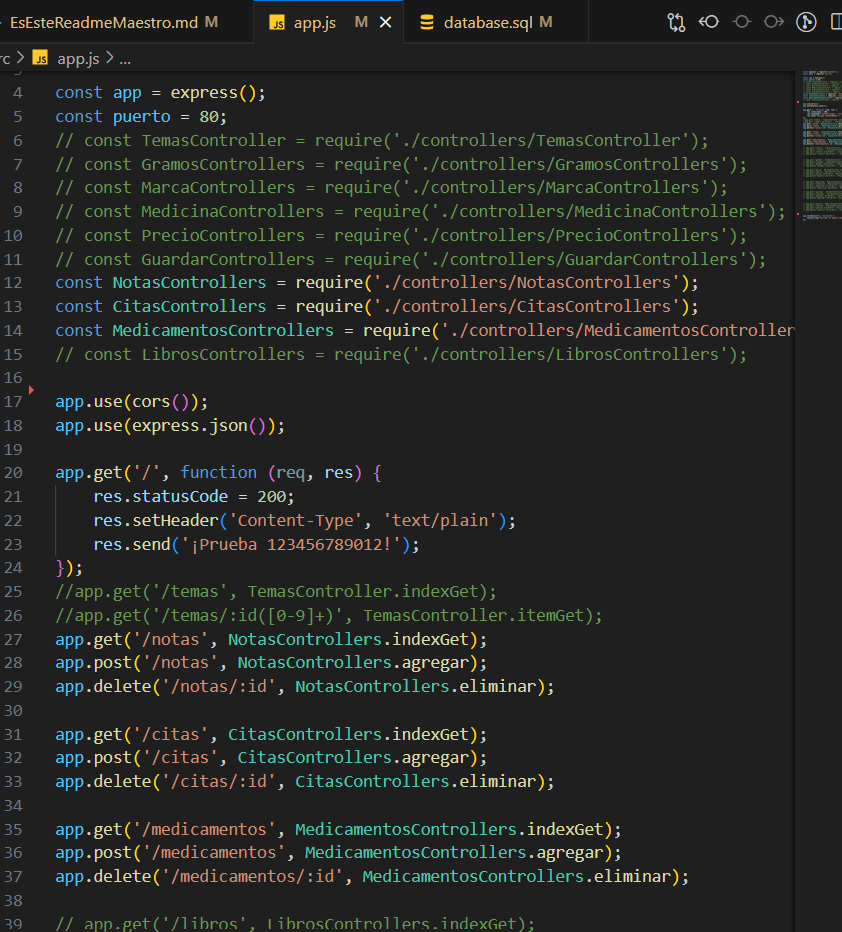 EsEsteReadmeMaestro.md M
JS app.js M
database.sql M
rc > JS app.js > ...
4 const app = express();
5 const puerto = 80;
6 // const TemasController = require('./controllers/TemasController');
7 // const GramosControllers = require('./controllers/GramosControllers');
8 // const MarcaControllers = require('./controllers/MarcaControllers');
9 // const MedicinaControllers = require('./controllers/MedicinaControllers');
10 // const PrecioControllers = require('./controllers/PrecioControllers');
11 // const GuardarControllers = require('./controllers/GuardarControllers');
12 const NotasControllers = require('./controllers/NotasControllers');
13 const CitasControllers = require('./controllers/CitasControllers');
14 const MedicamentosControllers = require('./controllers/MedicamentosController
15 // const LibrosControllers = require('./controllers/LibrosControllers');
16
17 app.use(cors());
18 app.use(express.json());
19
20 app.get('/', function (req, res) {
21 res.statusCode = 200;
22 res.setHeader('Content-Type', 'text/plain');
23 res.send('¡Prueba 123456789012!');
24 });
25 //app.get('/temas', TemasController.indexGet);
26 //app.get('/temas/:id([0-9]+)', TemasController.itemGet);
27 app.get('/notas', NotasControllers.indexGet);
28 app.post('/notas', NotasControllers.agregar);
29 app.delete('/notas/:id', NotasControllers.eliminar);
30
31 app.get('/citas', CitasControllers.indexGet);
32 app.post('/citas', CitasControllers.agregar);
33 app.delete('/citas/:id', CitasControllers.eliminar);
34
35 app.get('/medicamentos', MedicamentosControllers.indexGet);
36 app.post('/medicamentos', MedicamentosControllers.agregar);
37 app.delete('/medicamentos/:id', MedicamentosControllers.eliminar);
38
39 // app.get('/libros', LibrosControllers.indexGet);